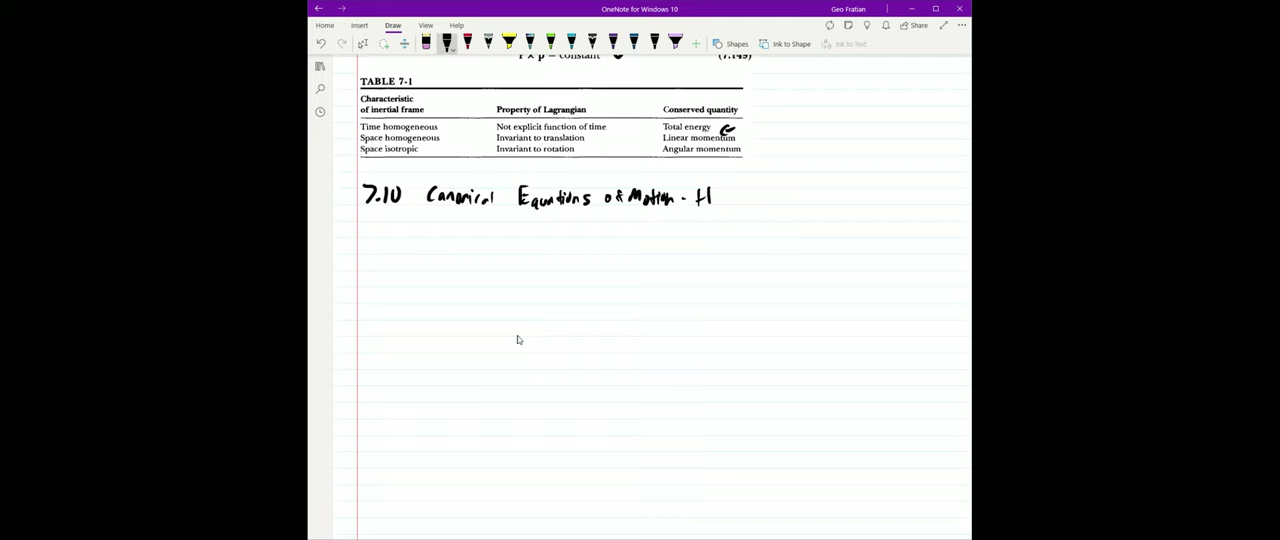 OneNote for Windows 10
Geo Fratian
Home Insert Draw View Help
Share
Shapes Ink to Shape Ink to Text
r × p = constant (7.149)
TABLE 7-1
Characteristic
of inertial frame Property of Lagrangian Conserved quantity
Time homogeneous Not explicit function of time Total energy
Space homogeneous Invariant to translation Linear momentum
Space isotropic Invariant to rotation Angular momentum
7.10 Canonical Equations of Motion - H